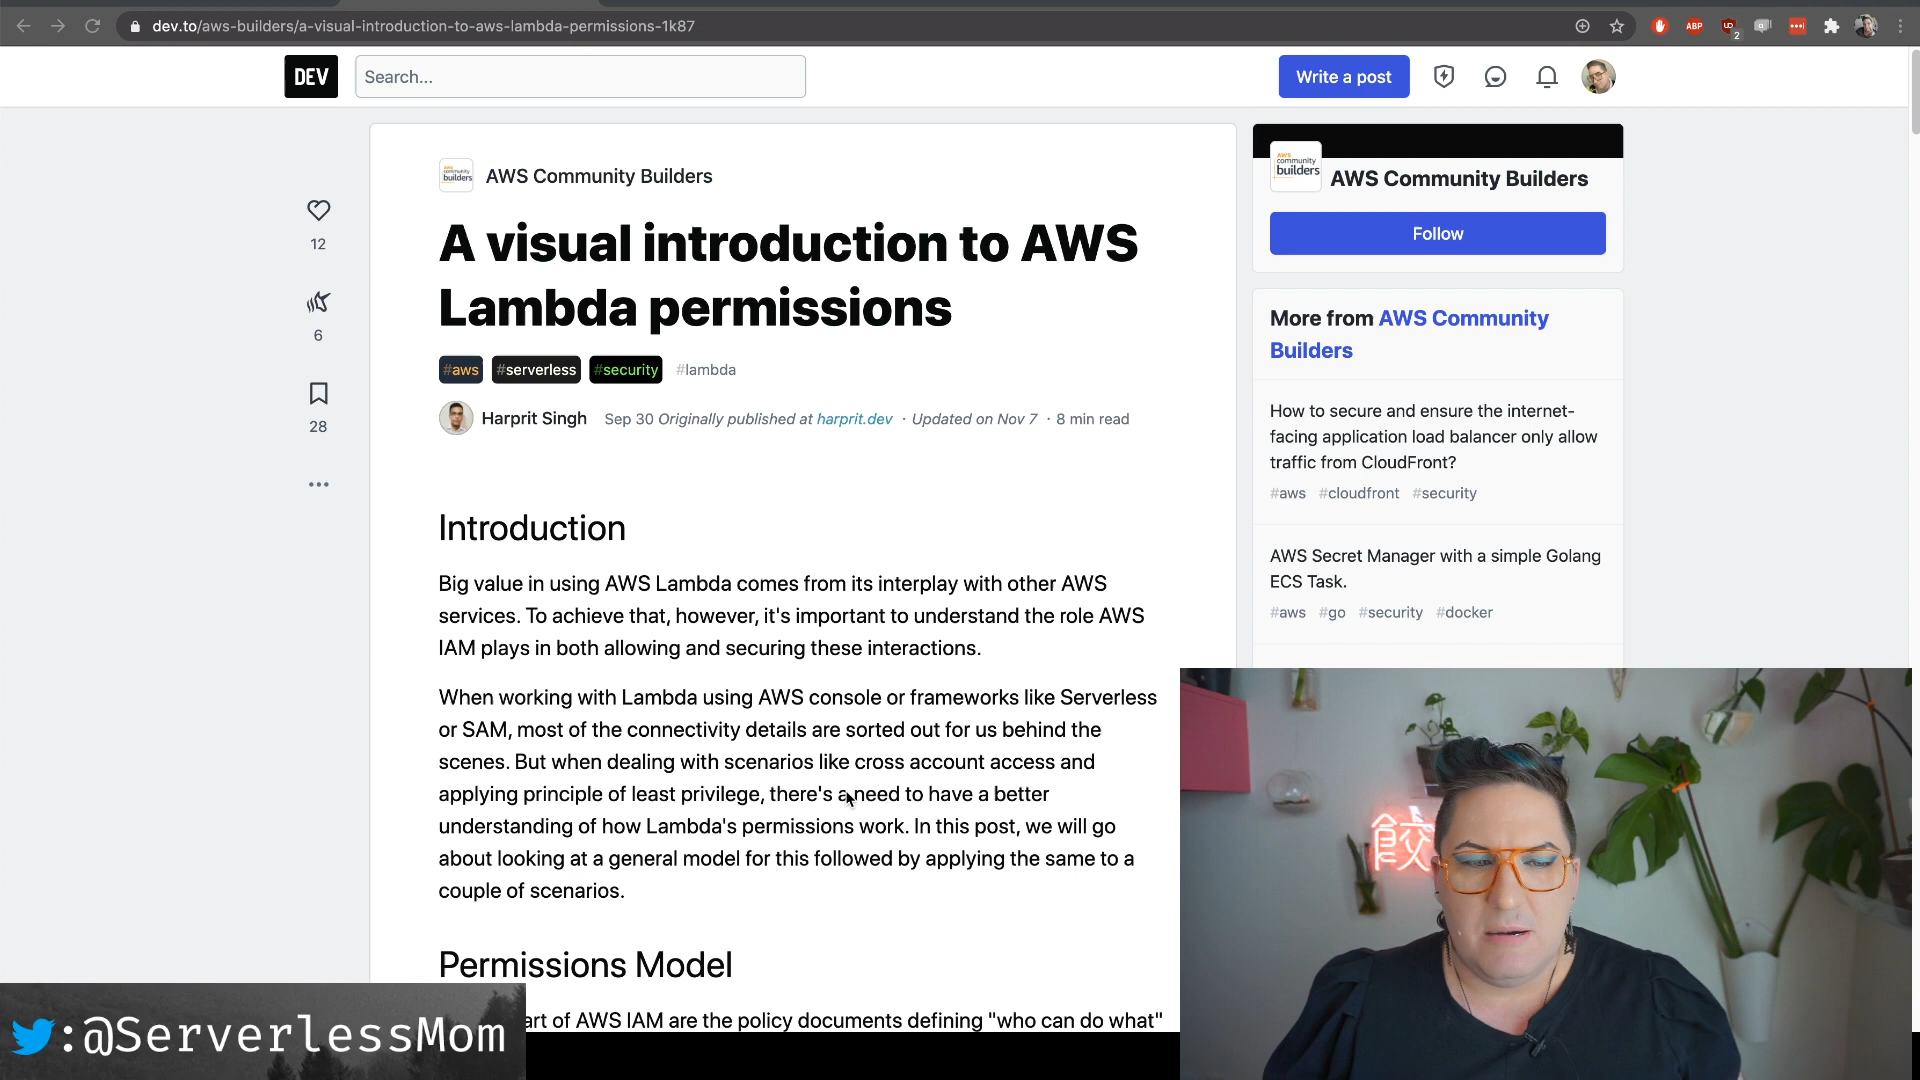 dev.to/aws-builders/a-visual-introduction-to-aws-lambda-permissions-1k87
ABP
2
DEV
Search...
Write a post
AWS Community Builders
A visual introduction to AWS
Lambda permissions
#aws #serverless #security #lambda
Harprit Singh Sep 30 Originally published at harprit.dev · Updated on Nov 7 · 8 min read
12
6
28
Introduction
Big value in using AWS Lambda comes from its interplay with other AWS
services. To achieve that, however, it's important to understand the role AWS
IAM plays in both allowing and securing these interactions.
When working with Lambda using AWS console or frameworks like Serverless
or SAM, most of the connectivity details are sorted out for us behind the
scenes. But when dealing with scenarios like cross account access and
applying principle of least privilege, there's a need to have a better
understanding of how Lambda's permissions work. In this post, we will go
about looking at a general model for this followed by applying the same to a
couple of scenarios.
Permissions Model
art of AWS IAM are the policy documents defining "who can do what"
aws
community
builders
AWS Community Builders
Follow
More from AWS Community
Builders
How to secure and ensure the internet-
facing application load balancer only allow
traffic from CloudFront?
#aws #cloudfront #security
AWS Secret Manager with a simple Golang
ECS Task.
#aws #go #security #docker
餃
:@ServerlessMom